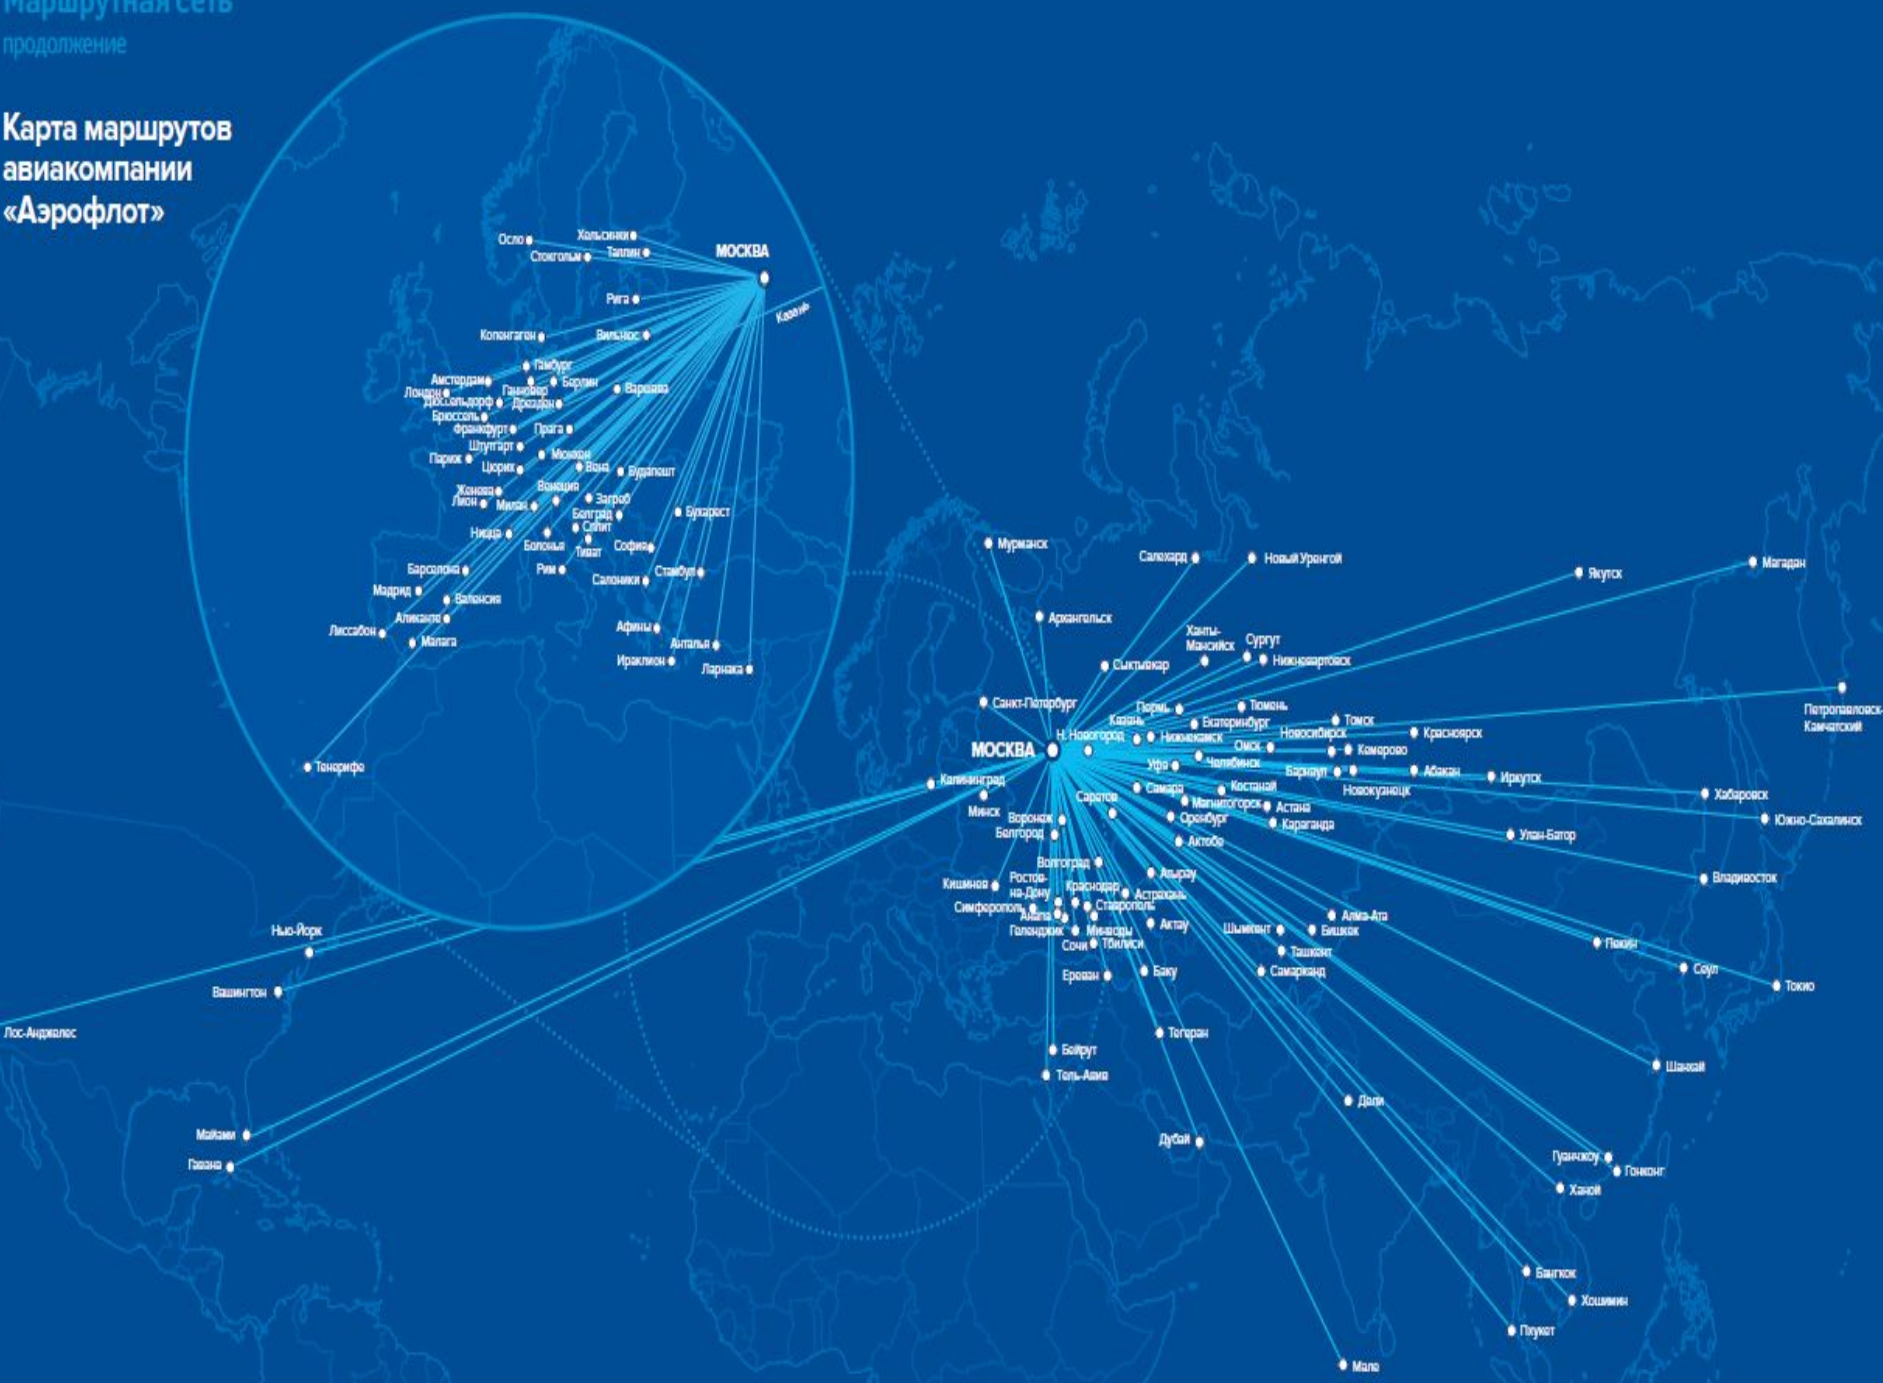 Маршрутная сеть
продолжение
Карта маршрутов
авиакомпании
«Аэрофлот»
Осло
Хельсинки
Стокгольм
Таллин
МОСКВА
Рига
Казань
Копенгаген
Вильнюс
Гамбург
Амстердам
Ганновер
Берлин
Варшава
Лондон
Дюссельдорф
Дрезден
Брюссель
Франкфурт
Прага
Штутгарт
Париж
Мюнхен
Цюрих
Вена
Будапешт
Женева
Венеция
Лион
Милан
Загреб
Белград
Бухарест
Ницца
Сплит
Болонья
Тиват
София
Барселона
Рим
Салоники
Стамбул
Мадрид
Валенсия
Аликанте
Лиссабон
Малага
Афины
Анталья
Ираклион
Ларнака
Тенерифе
Мурманск
Салехард
Новый Уренгой
Якутск
Магадан
Архангельск
Ханты-
Мансийск
Сургут
Нижневартовск
Сыктывкар
Санкт-Петербург
Пермь
Тюмень
Петропавловск-
Камчатский
Казань
Екатеринбург
Томск
Н. Новогород
Нижнекамск
Новосибирск
Красноярск
МОСКВА
Омск
Кемерово
Уфа
Челябинск
Барнаул
Абакан
Иркутск
Калининград
Самара
Костанай
Новокузнецк
Хабаровск
Минск
Саратов
Магнитогорск
Астана
Воронеж
Оренбург
Караганда
Южно-Сахалинск
Белгород
Актобе
Улан-Батор
Волгоград
Атырау
Владивосток
Кишинев
Ростов-
на-Дону
Краснодар
Астрахань
Симферополь
Анапа
Ставрополь
Актау
Алма-Ата
Геленджик
Минводы
Шымкент
Бишкек
Сочи
Тбилиси
Ташкент
Пекин
Ереван
Баку
Самарканд
Сеул
Токио
Нью-Йорк
Вашингтон
Лос-Анджелес
Тегеран
Бейрут
Тель-Авив
Шанхай
Дели
Майами
Дубай
Гавана
Гуанчжоу
Гонконг
Ханой
Бангкок
Хошимин
Пхукет
Мале